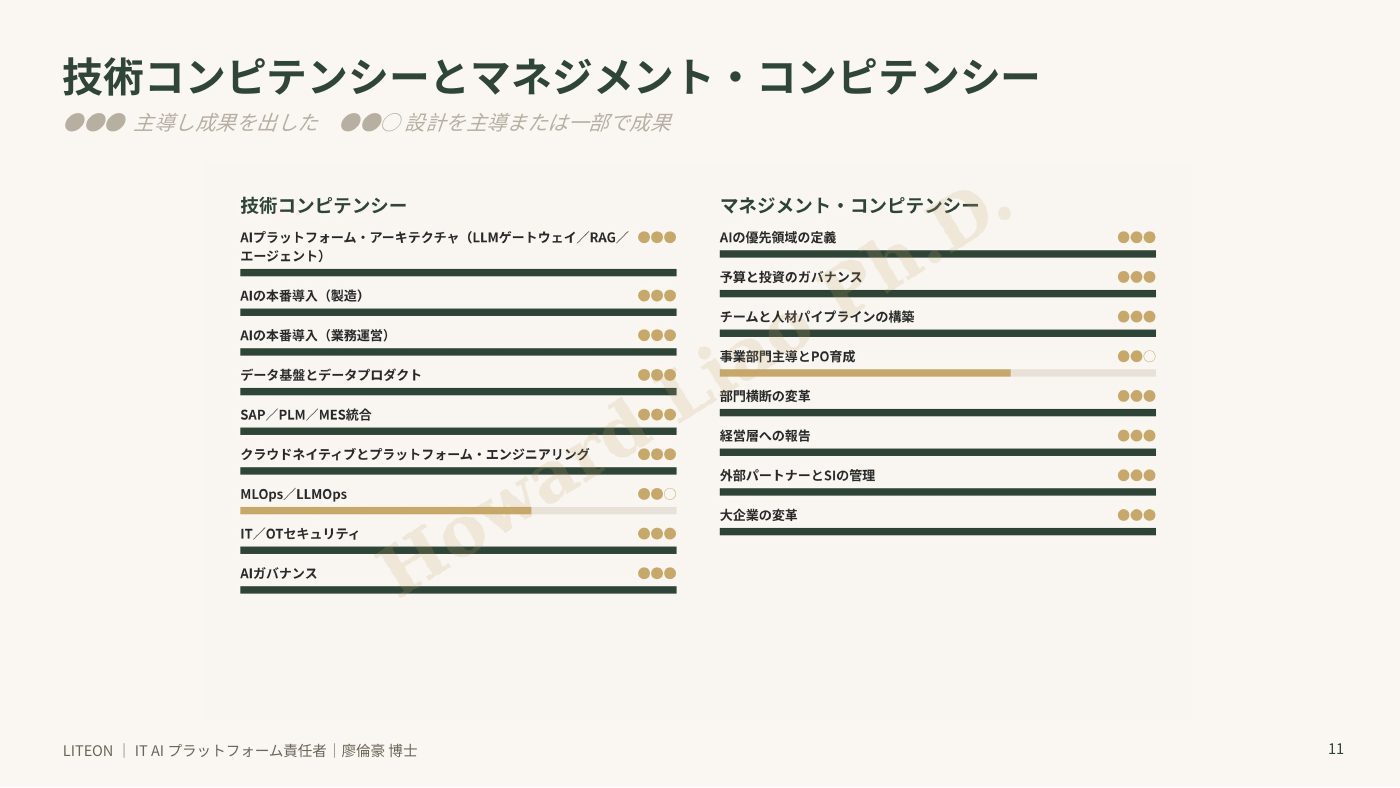 技術コンピテンシーとマネジメント・コンピテンシー
●●● 主導し成果を出した ●●○ 設計を主導または一部で成果
技術コンピテンシー
AIプラットフォーム・アーキテクチャ（LLMゲートウェイ／RAG／ ●●●
エージェント）
AIの本番導入（製造） ●●●
AIの本番導入（業務運営） ●●●
データ基盤とデータプロダクト ●●●
SAP／PLM／MES統合 ●●●
クラウドネイティブとプラットフォーム・エンジニアリング ●●●
MLOps／LLMOps ●●○
IT／OTセキュリティ ●●●
AIガバナンス ●●●
マネジメント・コンピテンシー
AIの優先領域の定義 ●●●
予算と投資のガバナンス ●●●
チームと人材パイプラインの構築 ●●●
事業部門主導とPO育成 ●●○
部門横断の変革 ●●●
経営層への報告 ●●●
外部パートナーとSIの管理 ●●●
大企業の変革 ●●●
Howard Liao Ph.D.
LITEON｜IT AI プラットフォーム責任者｜廖倫豪 博士
11